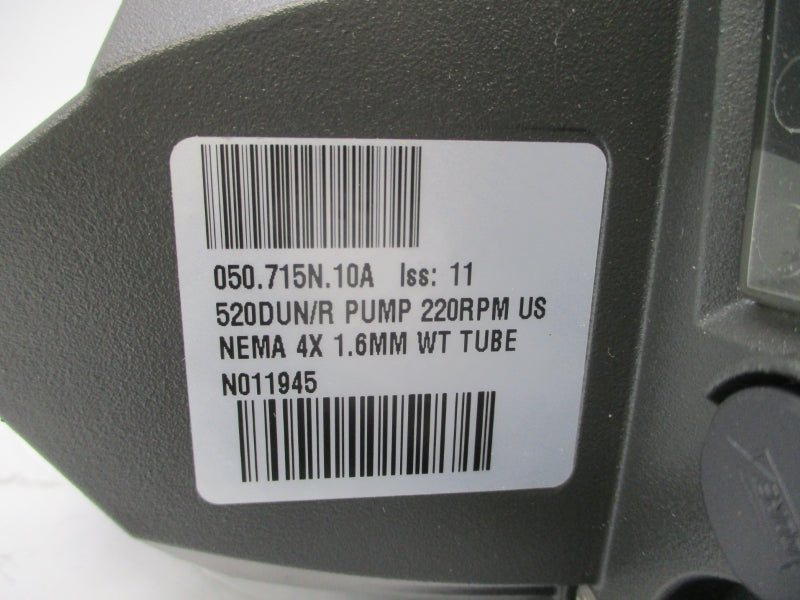 050.715N.10A Iss: 11
520DUN/R PUMP 220RPM US
NEMA 4X 1.6MM WT TUBE
N011945